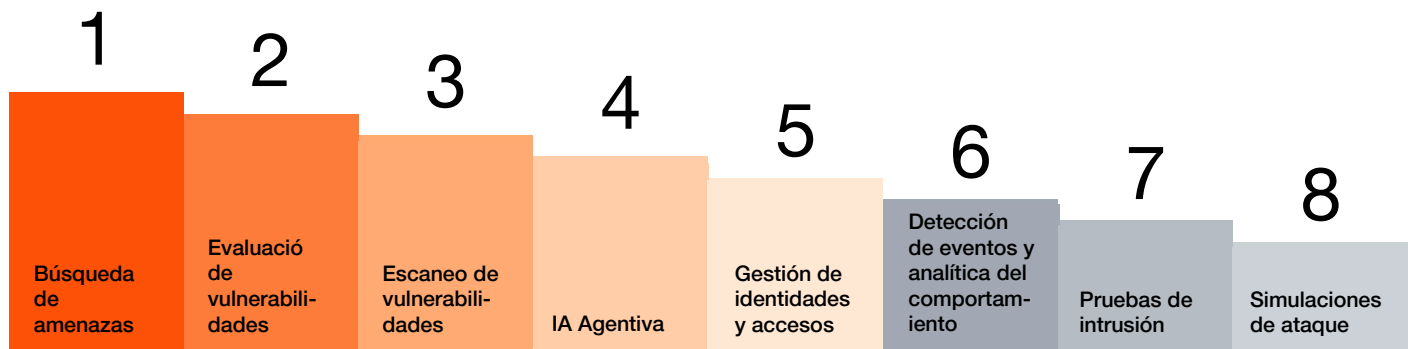 1
Búsqueda
de
amenazas
2
Evaluació
de
vulnerabili-
dades
3
Escaneo de
vulnerabili-
dades
4
IA Agentiva
5
Gestión de
identidades
y accesos
6
Detección
de eventos y
analítica del
comportam-
iento
7
Pruebas de
intrusión
8
Simulaciones
de ataque